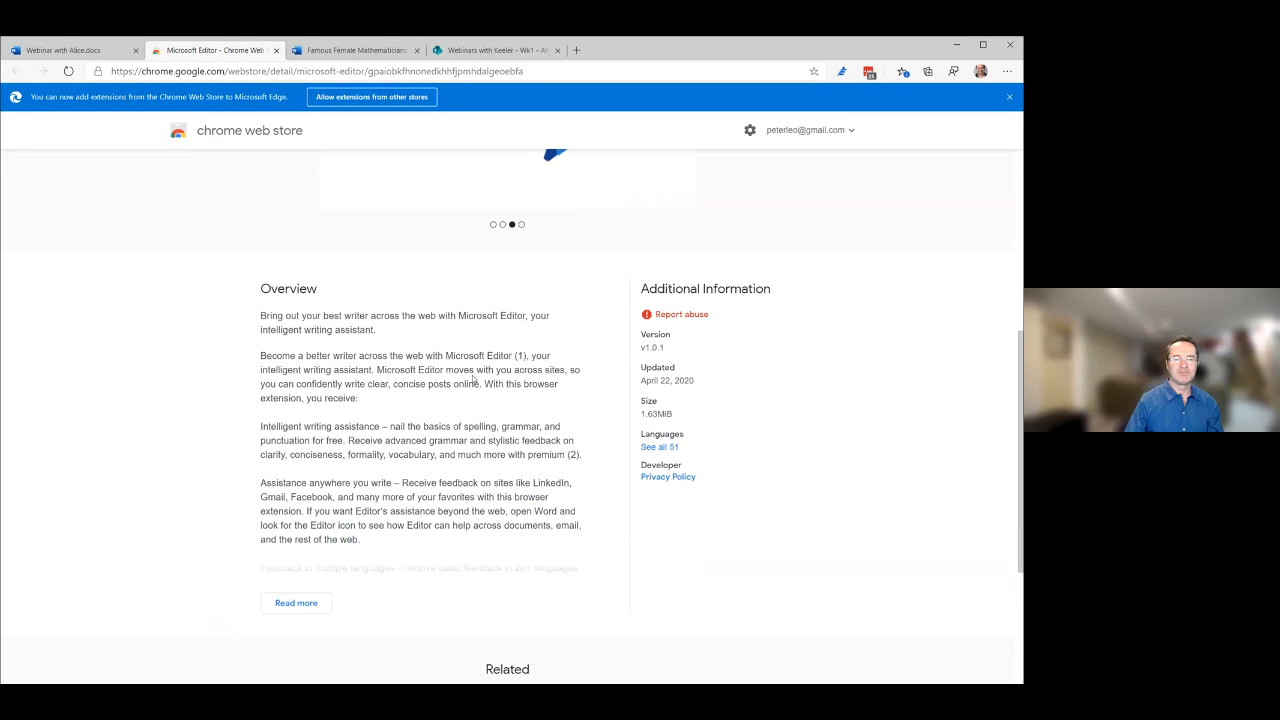 Webinar with Alice.docx
Microsoft Editor - Chrome Web S
Famous Female Mathematicians
Webinars with Keeler - Wk1 - Al
https://chrome.google.com/webstore/detail/microsoft-editor/gpaiobkfhnonedkhhfjpmhdalgeoebfa
25
You can now add extensions from the Chrome Web Store to Microsoft Edge.
Allow extensions from other stores
chrome web store
peterleo@gmail.com
Overview
Bring out your best writer across the web with Microsoft Editor, your
intelligent writing assistant.
Become a better writer across the web with Microsoft Editor (1), your
intelligent writing assistant. Microsoft Editor moves with you across sites, so
you can confidently write clear, concise posts online. With this browser
extension, you receive:
Intelligent writing assistance – nail the basics of spelling, grammar, and
punctuation for free. Receive advanced grammar and stylistic feedback on
clarity, conciseness, formality, vocabulary, and much more with premium (2).
Assistance anywhere you write – Receive feedback on sites like LinkedIn,
Gmail, Facebook, and many more of your favorites with this browser
extension. If you want Editor's assistance beyond the web, open Word and
look for the Editor icon to see how Editor can help across documents, email,
and the rest of the web.
Feedback in multiple languages – receive basic feedback in 20+ languages
Read more
Additional Information
Report abuse
Version
v1.0.1
Updated
April 22, 2020
Size
1.63MiB
Languages
See all 51
Developer
Privacy Policy
Related